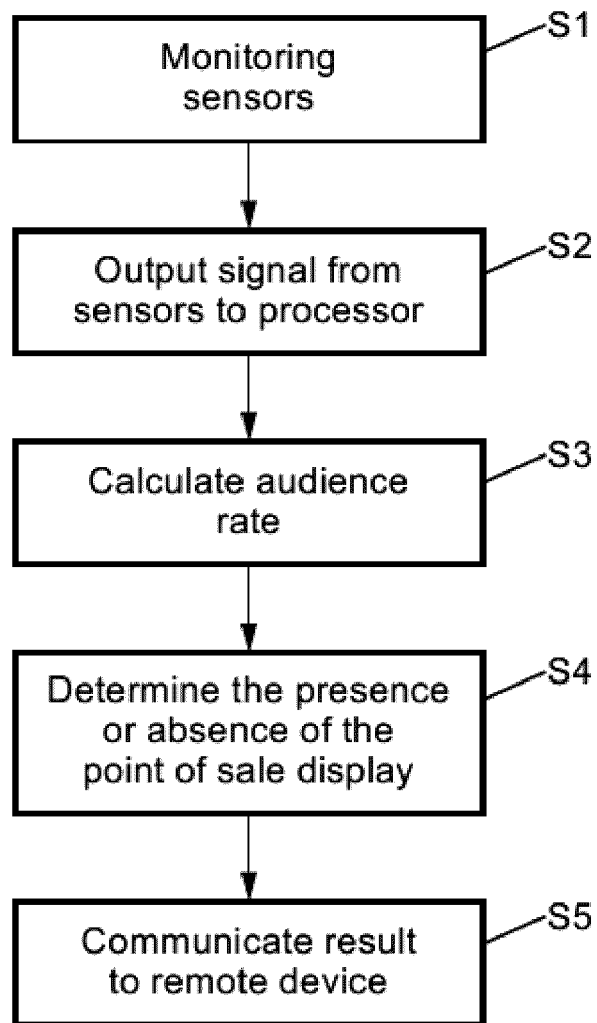 S1
Monitoring
sensors
S2
Output signal from
sensors to processor
S3
Calculate audience
rate
S4
Determine the presence
or absence of the
point of sale display
S5
Communicate result
to remote device